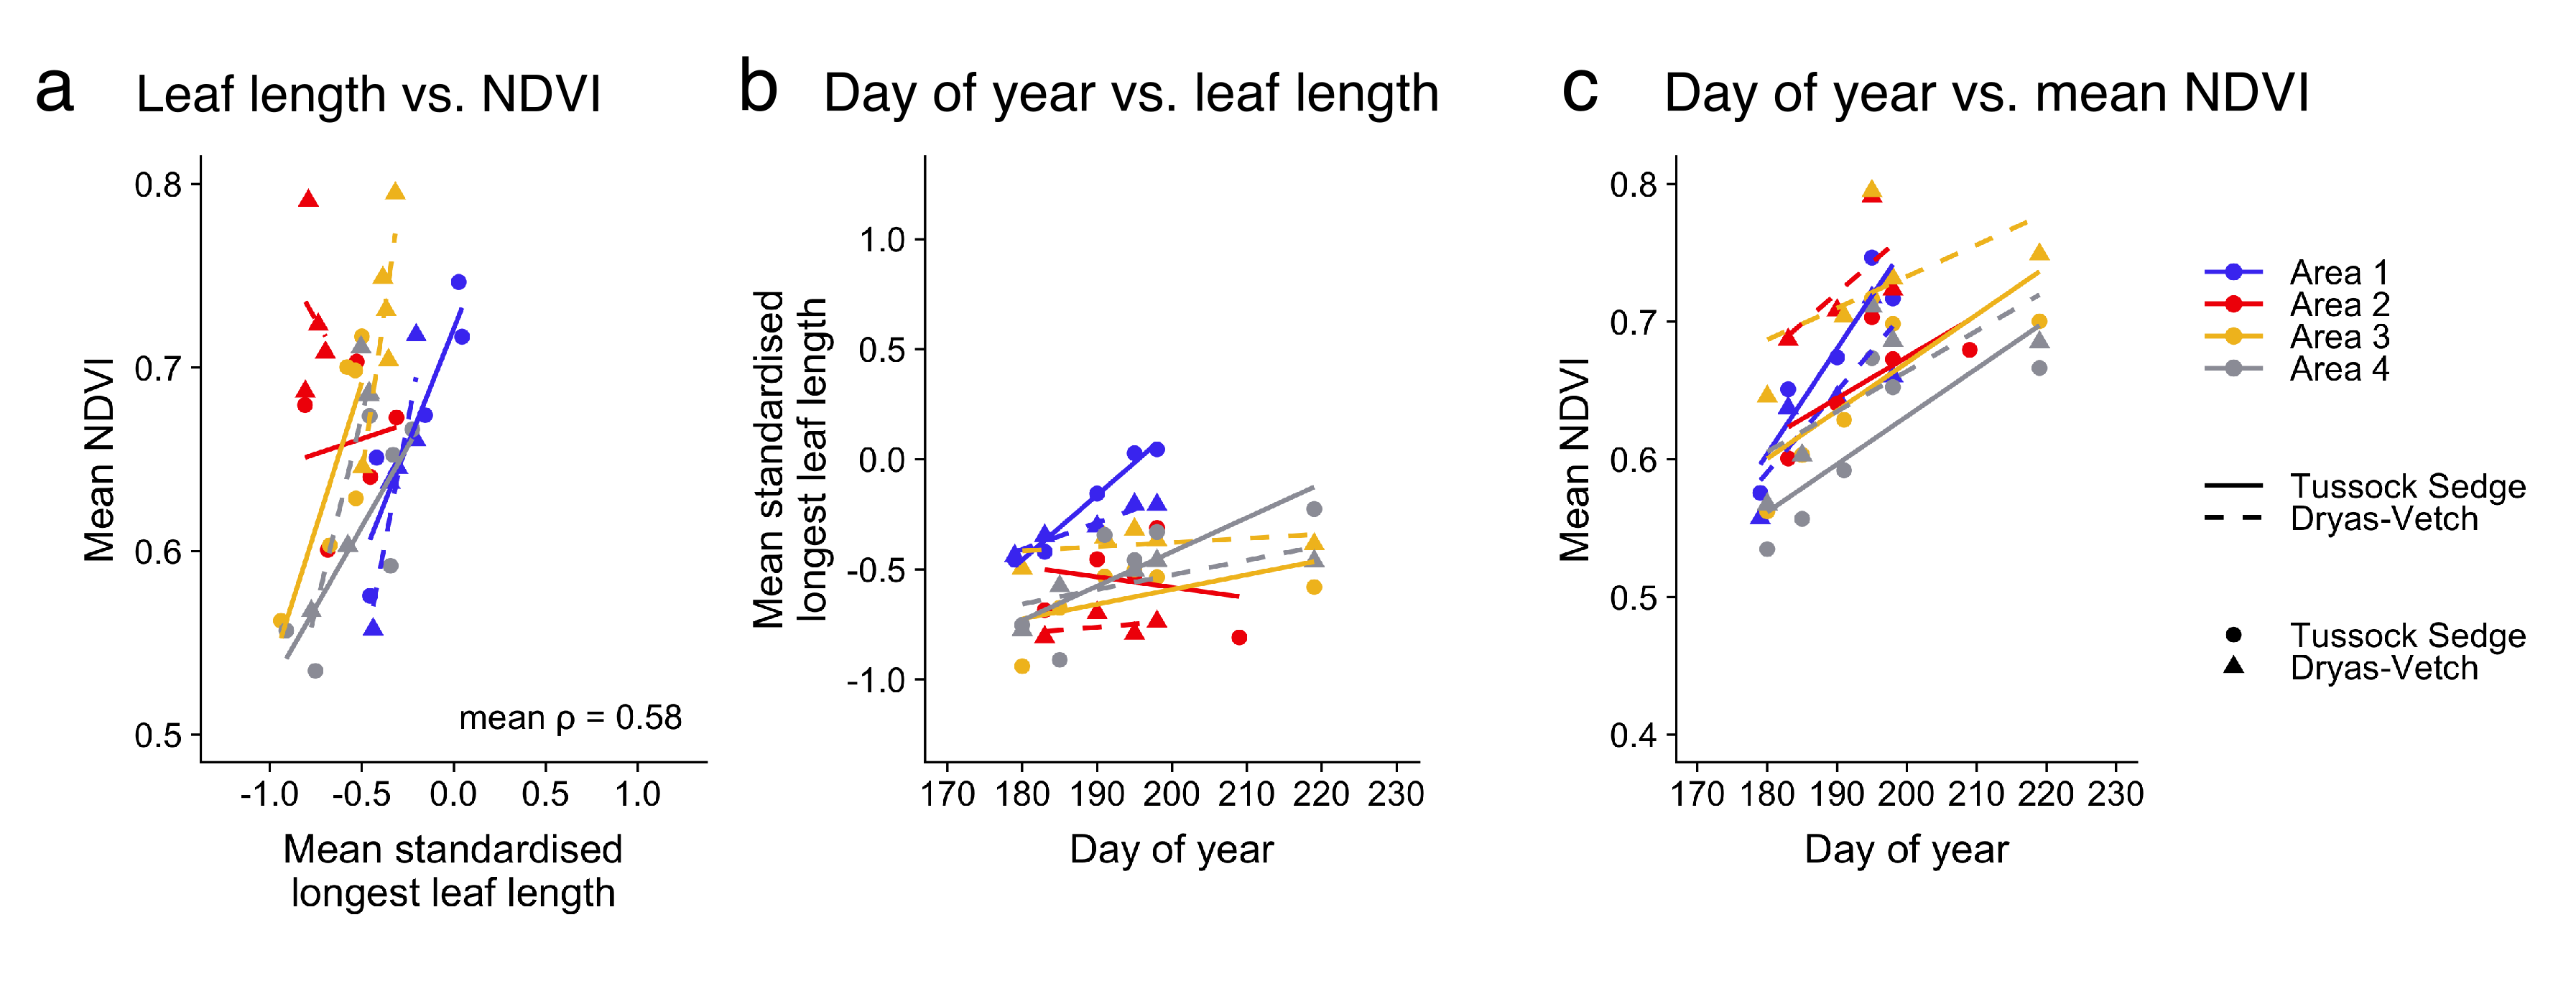 a Leaf length vs. NDVI
0.8
0.7
0.6
0.5
Mean NDVI
mean ρ = 0.58
-1.0 -0.5 0.0 0.5 1.0
Mean standardised
longest leaf length
b Day of year vs. leaf length
1.0
0.5
0.0
-0.5
-1.0
Mean standardised
longest leaf length
170 180 190 200 210 220 230
Day of year
c Day of year vs. mean NDVI
0.8
0.7
0.6
0.5
0.4
Mean NDVI
170 180 190 200 210 220 230
Day of year
Area 1
Area 2
Area 3
Area 4
Tussock Sedge
Dryas-Vetch
Tussock Sedge
Dryas-Vetch